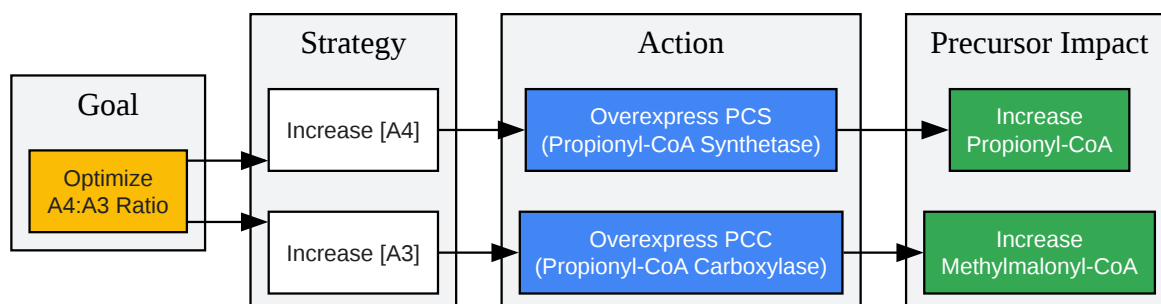 Goal
Optimize
A4:A3 Ratio
Strategy
Increase [A4]
Increase [A3]
Action
Overexpress PCS
(Propionyl-CoA Synthetase)
Overexpress PCC
(Propionyl-CoA Carboxylase)
Precursor Impact
Increase
Propionyl-CoA
Increase
Methylmalonyl-CoA